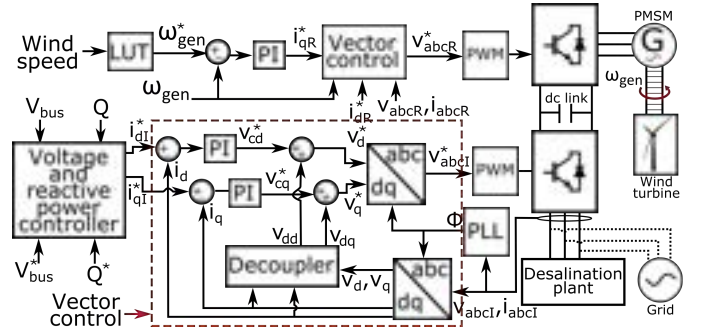 Wind speed
LUT
ω*gen
PI
i*qR
Vector control
v*abcR
PWM
PMSM
G
ωgen
ωgen
i*dR
vabcR, iabcR
dc link
Wind turbine
Vbus
Q
i*dI
i*qI
Voltage and reactive power controller
V*bus
Q*
Vector control
id
PI
v*cd
v*d
iq
PI
v*cq
v*q
abc
dq
v*abcI
PWM
vdd
vdq
Decoupler
vd, vq
Φ
PLL
abc
dq
vabcI, iabcI
Desalination plant
Grid